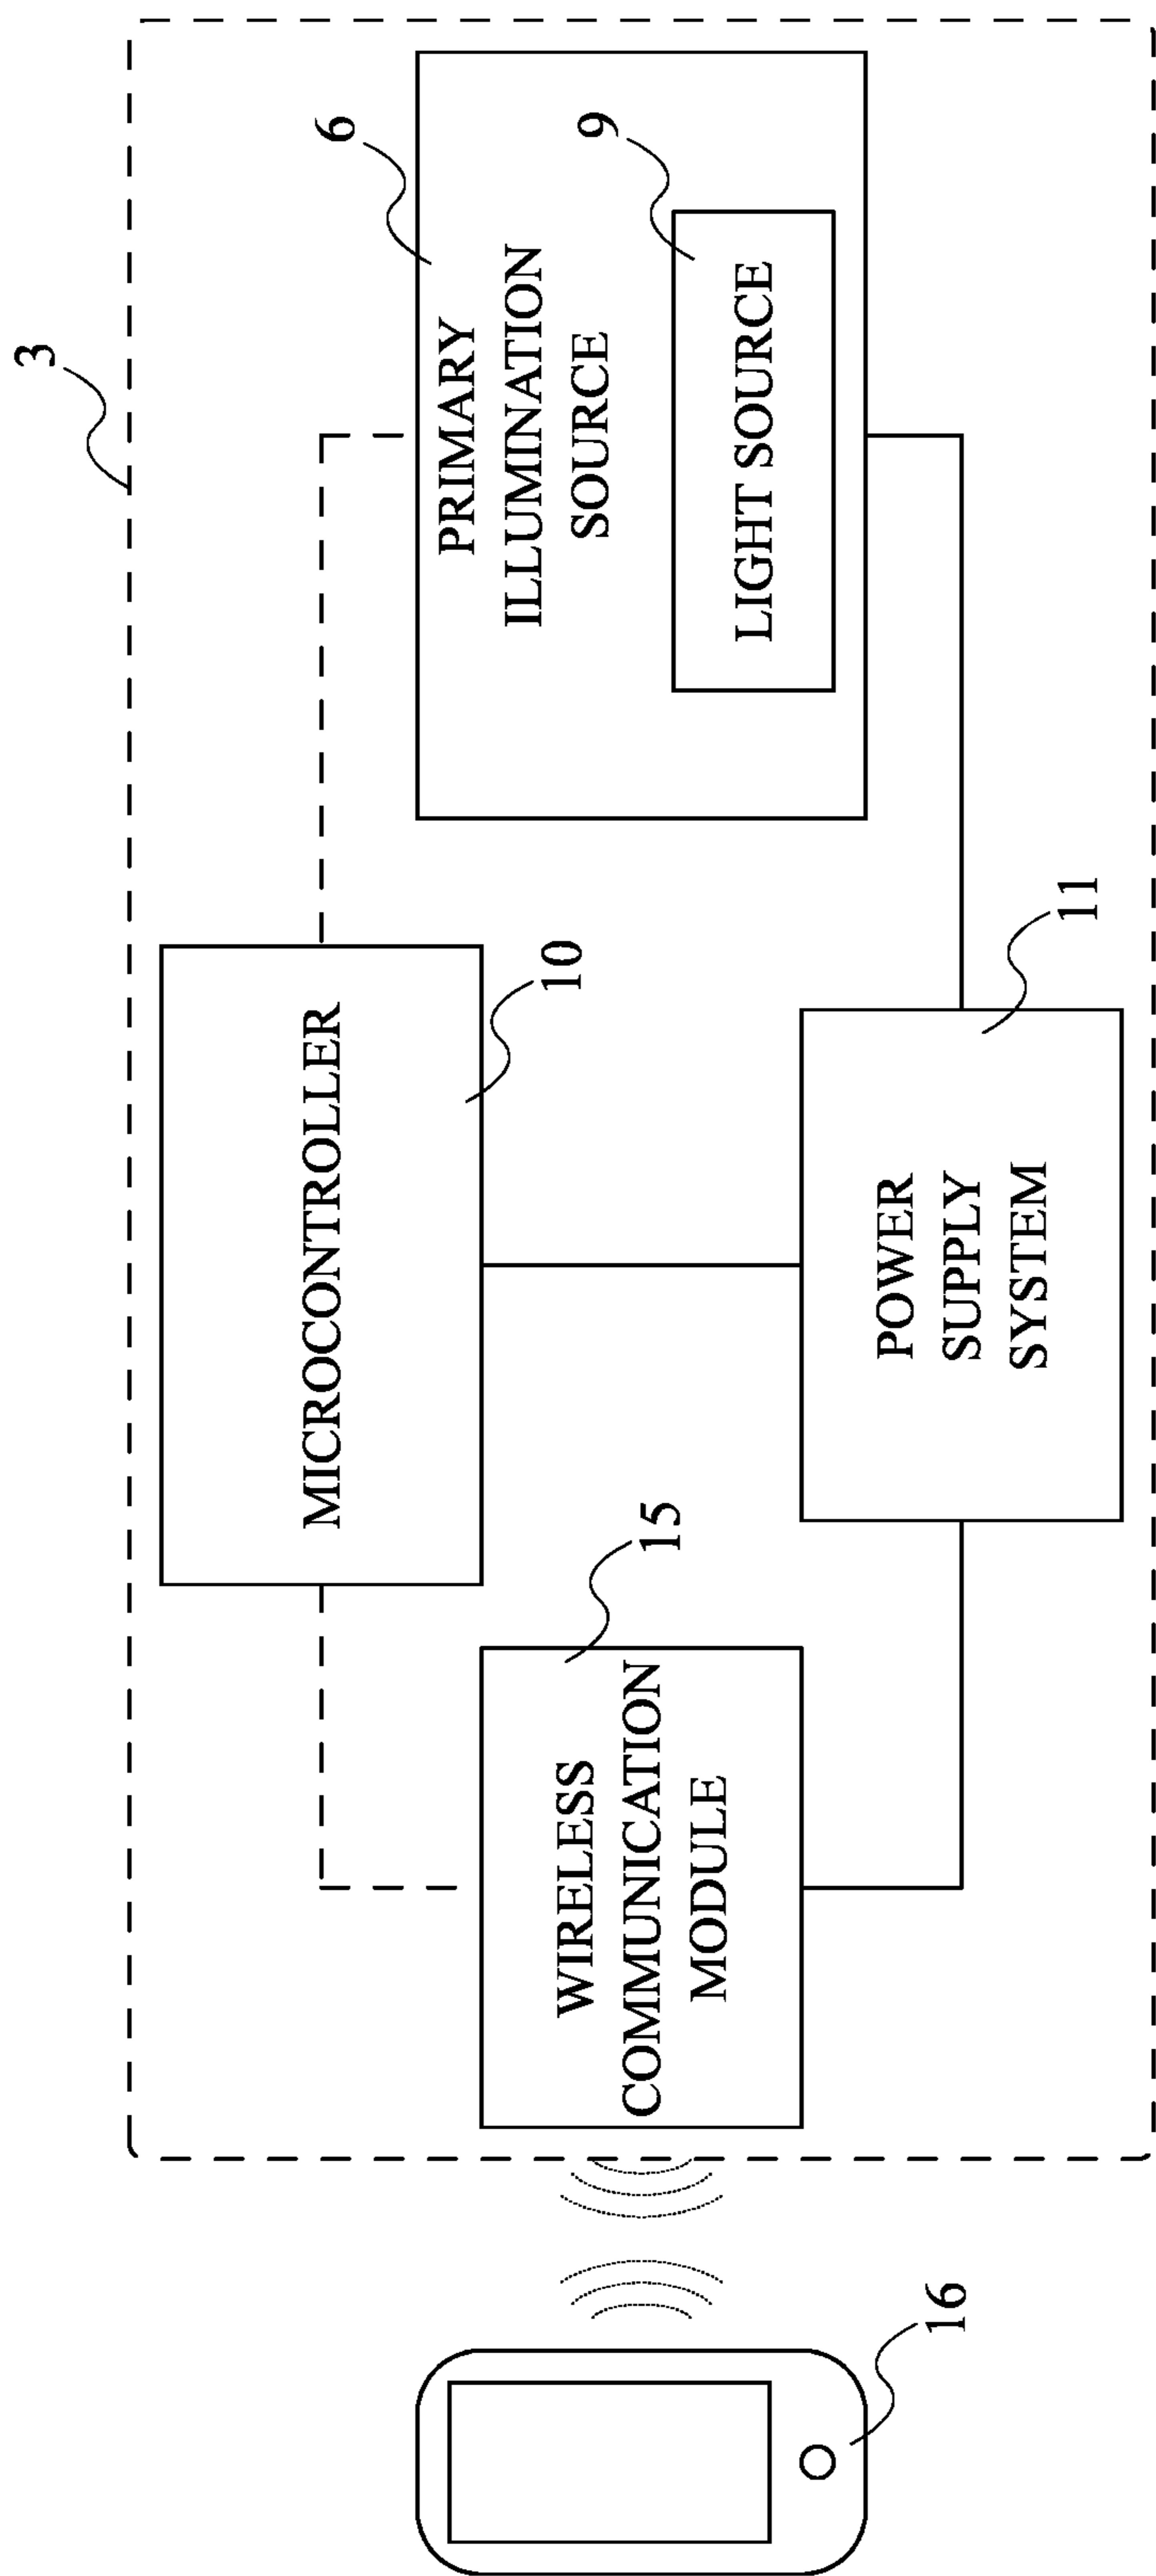 3
6
PRIMARY
ILLUMINATION
SOURCE
9
LIGHT SOURCE
MICROCONTROLLER
10
11
POWER
SUPPLY
SYSTEM
15
WIRELESS
COMMUNICATION
MODULE
16